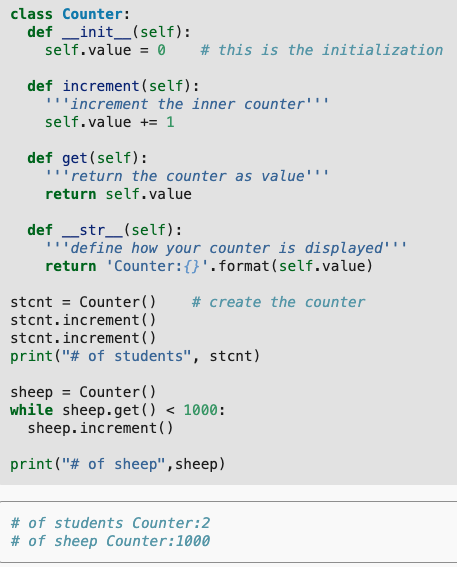 class Counter:
  def __init__(self):
    self.value = 0    # this is the initialization

  def increment(self):
    '''increment the inner counter'''
    self.value += 1

  def get(self):
    '''return the counter as value'''
    return self.value

  def __str__(self):
    '''define how your counter is displayed'''
    return 'Counter:{}'.format(self.value)

stcnt = Counter()    # create the counter
stcnt.increment()
stcnt.increment()
print("# of students", stcnt)

sheep = Counter()
while sheep.get() < 1000:
  sheep.increment()

print("# of sheep",sheep)

# of students Counter:2
# of sheep Counter:1000